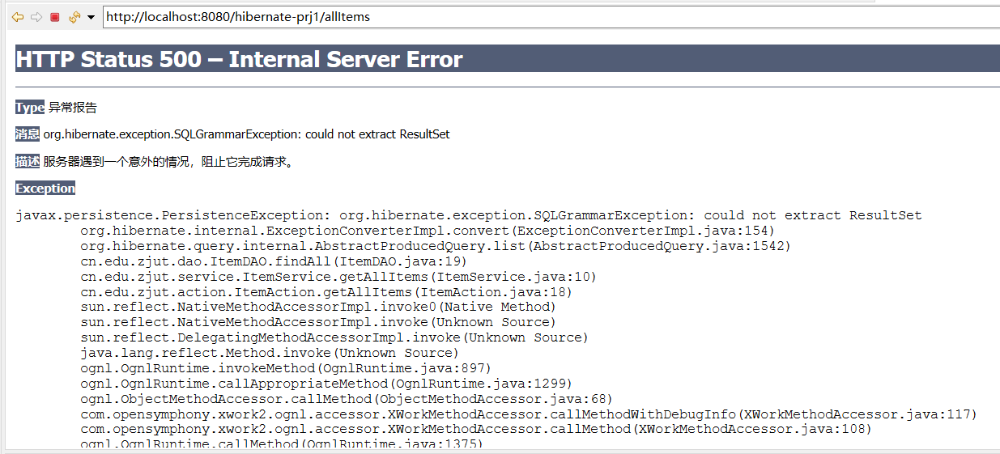 http://localhost:8080/hibernate-prj1/allItems
HTTP Status 500 – Internal Server Error
Type 异常报告
消息 org.hibernate.exception.SQLGrammarException: could not extract ResultSet
描述 服务器遇到一个意外的情况，阻止它完成请求。
Exception
javax.persistence.PersistenceException: org.hibernate.exception.SQLGrammarException: could not extract ResultSet
org.hibernate.internal.ExceptionConverterImpl.convert(ExceptionConverterImpl.java:154)
org.hibernate.query.internal.AbstractProducedQuery.list(AbstractProducedQuery.java:1542)
cn.edu.zjut.dao.ItemDAO.findAll(ItemDAO.java:19)
cn.edu.zjut.service.ItemService.getAllItems(ItemService.java:10)
cn.edu.zjut.action.ItemAction.getAllItems(ItemAction.java:18)
sun.reflect.NativeMethodAccessorImpl.invoke0(Native Method)
sun.reflect.NativeMethodAccessorImpl.invoke(Unknown Source)
sun.reflect.DelegatingMethodAccessorImpl.invoke(Unknown Source)
java.lang.reflect.Method.invoke(Unknown Source)
ognl.OgnlRuntime.invokeMethod(OgnlRuntime.java:897)
ognl.OgnlRuntime.callAppropriateMethod(OgnlRuntime.java:1299)
ognl.ObjectMethodAccessor.callMethod(ObjectMethodAccessor.java:68)
com.opensymphony.xwork2.ognl.accessor.XWorkMethodAccessor.callMethodWithDebugInfo(XWorkMethodAccessor.java:117)
com.opensymphony.xwork2.ognl.accessor.XWorkMethodAccessor.callMethod(XWorkMethodAccessor.java:108)
ognl.OgnlRuntime.callMethod(OgnlRuntime.java:1375)